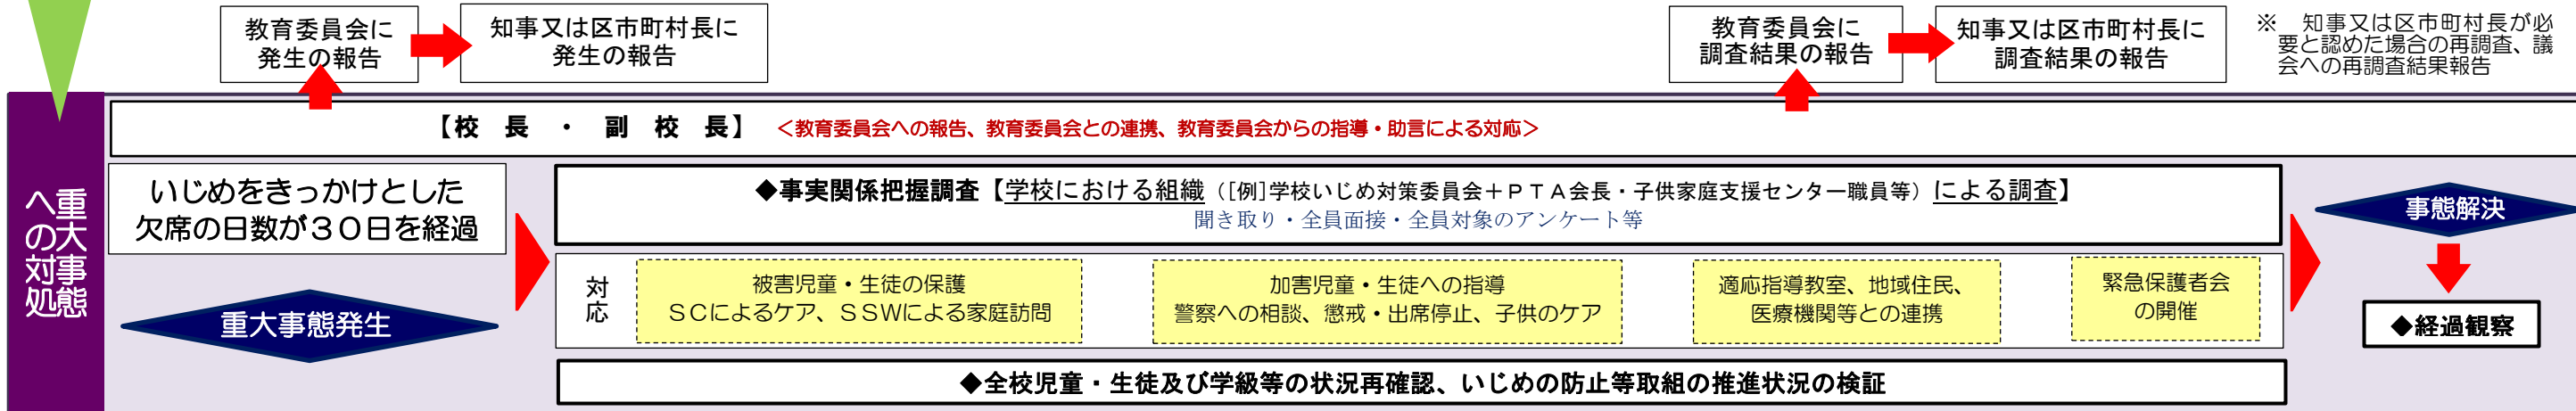 教育委員会に
発生の報告
知事又は区市町村長に
発生の報告
教育委員会に
調査結果の報告
知事又は区市町村長に
調査結果の報告
※　知事又は区市町村長が必
要と認めた場合の再調査、議
会への再調査結果報告
重大事態
への対処
【校　長　・　副　校　長】　＜教育委員会への報告、教育委員会との連携、教育委員会からの指導・助言による対応＞
いじめをきっかけとした
欠席の日数が３０日を経過
重大事態発生
◆事実関係把握調査【学校における組織（[例]学校いじめ対策委員会＋ＰＴＡ会長・子供家庭支援センター職員等）による調査】
聞き取り・全員面接・全員対象のアンケート等
対応
被害児童・生徒の保護
ＳＣによるケア、ＳＳＷによる家庭訪問
加害児童・生徒への指導
警察への相談、懲戒・出席停止、子供のケア
適応指導教室、地域住民、
医療機関等との連携
緊急保護者会
の開催
◆全校児童・生徒及び学級等の状況再確認、いじめの防止等取組の推進状況の検証
事態解決
◆経過観察